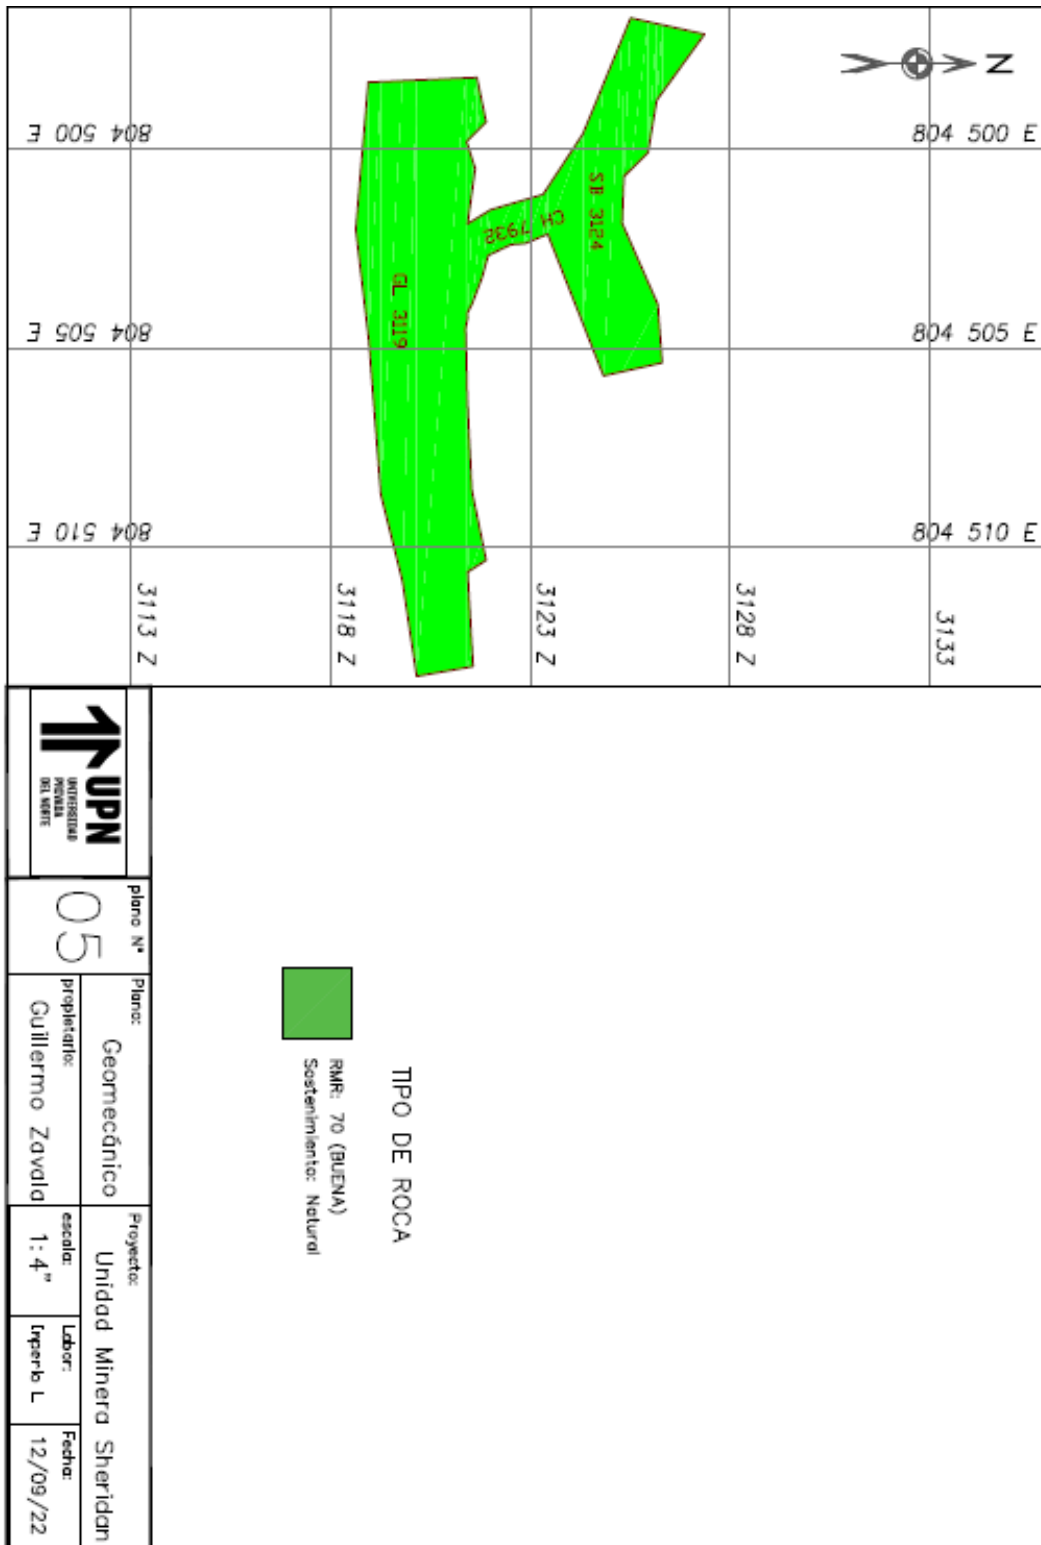 N
804 500 E
804 500 E
804 505 E
804 505 E
804 510 E
804 510 E
3113 Z
3118 Z
3123 Z
3128 Z
3133
SB 3124
CH 7932
GL 3119
TIPO DE ROCA
RMR: 70 (BUENA)
Sostenimiento: Natural
UPN
UNIVERSIDAD
PRIVADA
DEL NORTE
plano N°
05
Plano:
Geomecánico
propietario:
Guillermo Zavala
Proyecto:
Unidad Minera Sheridan
escala:
1: 4"
Labor:
Imperio L
Fecha:
12/09/22